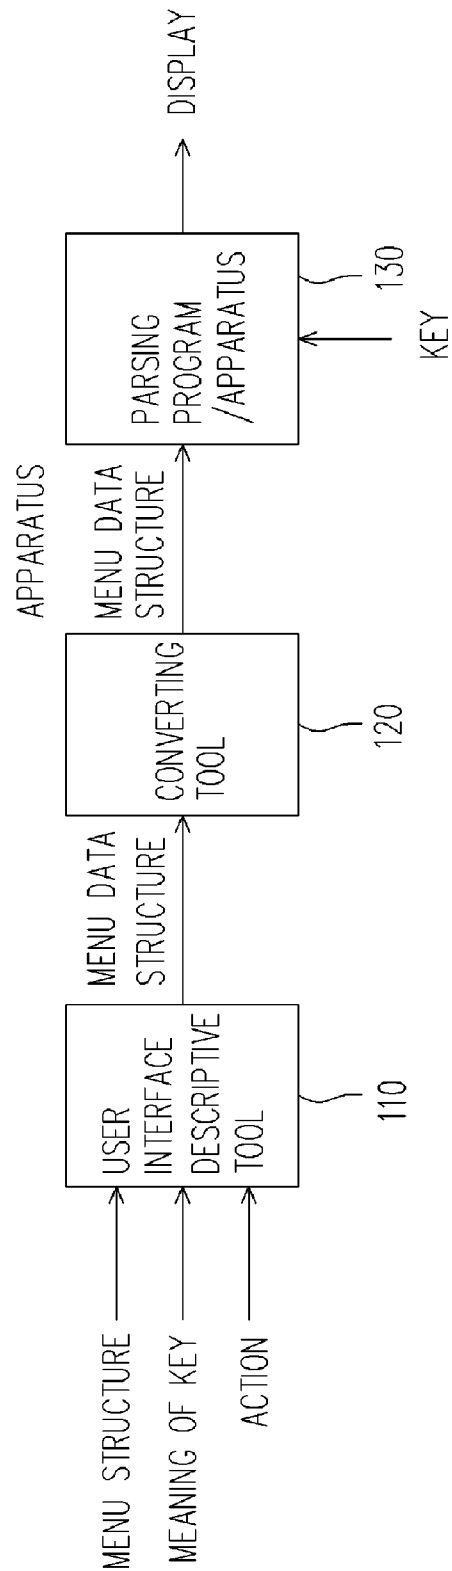 MENU STRUCTURE
MEANING OF KEY
ACTION
USER
INTERFACE
DESCRIPTIVE
TOOL
110
MENU DATA
STRUCTURE
CONVERTING
TOOL
120
APPARATUS
MENU DATA
STRUCTURE
PARSING
PROGRAM
/APPARATUS
130
KEY
DISPLAY